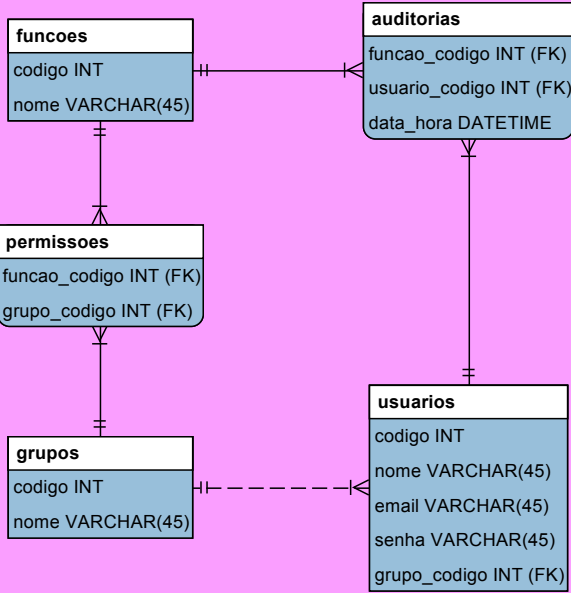 funcoes
codigo INT
nome VARCHAR(45)
auditorias
funcao_codigo INT (FK)
usuario_codigo INT (FK)
data_hora DATETIME
permissoes
funcao_codigo INT (FK)
grupo_codigo INT (FK)
grupos
codigo INT
nome VARCHAR(45)
usuarios
codigo INT
nome VARCHAR(45)
email VARCHAR(45)
senha VARCHAR(45)
grupo_codigo INT (FK)